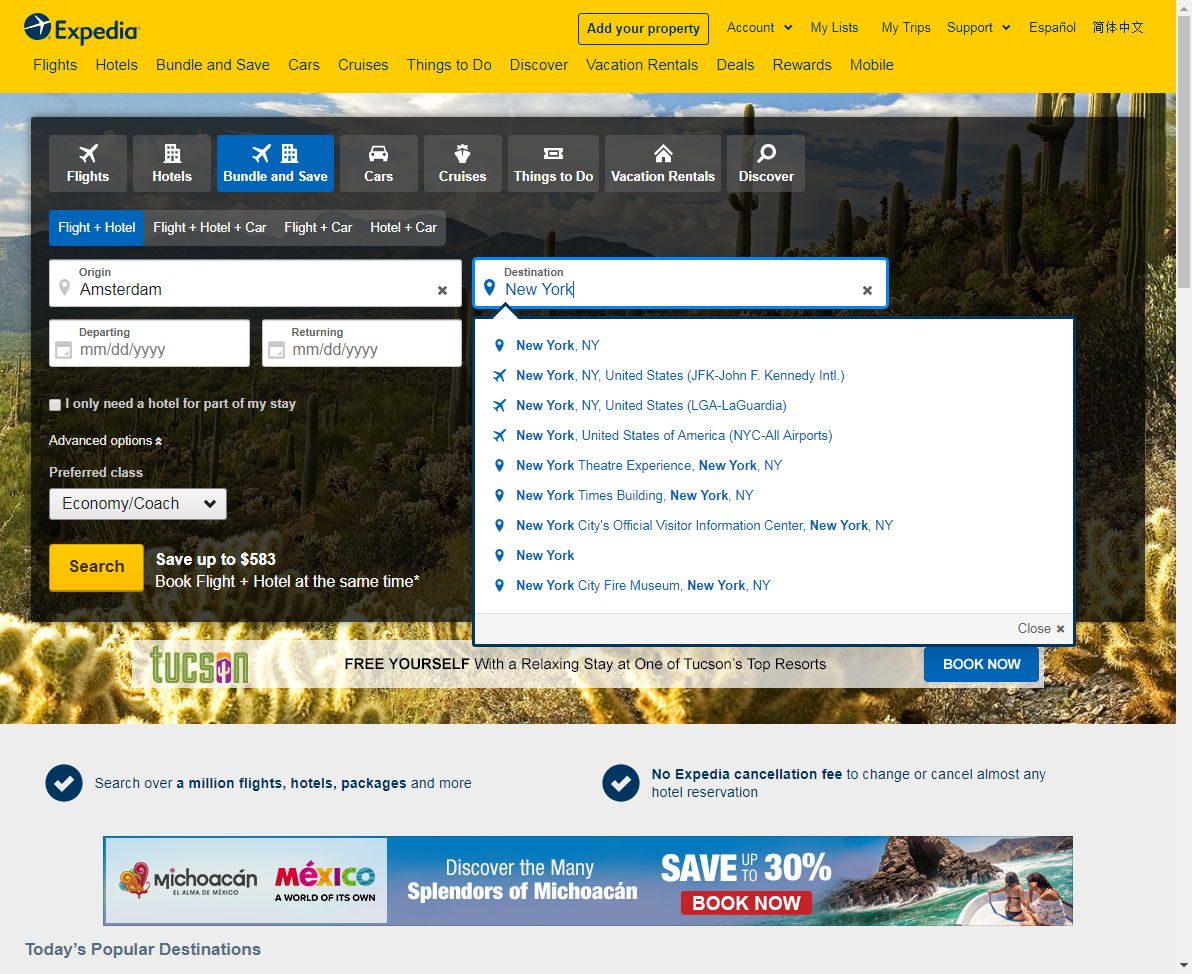 Expedia
Add your property
Account
My Lists
My Trips
Support
Español
简体中文
Flights
Hotels
Bundle and Save
Cars
Cruises
Things to Do
Discover
Vacation Rentals
Deals
Rewards
Mobile
Flights
Hotels
Bundle and Save
Cars
Cruises
Things to Do
Vacation Rentals
Discover
Flight + Hotel
Flight + Hotel + Car
Flight + Car
Hotel + Car
Origin
Amsterdam
Destination
New York
Departing
mm/dd/yyyy
Returning
mm/dd/yyyy
New York, NY
New York, NY, United States (JFK-John F. Kennedy Intl.)
New York, NY, United States (LGA-LaGuardia)
New York, United States of America (NYC-All Airports)
New York Theatre Experience, New York, NY
New York Times Building, New York, NY
New York City's Official Visitor Information Center, New York, NY
New York
New York City Fire Museum, New York, NY
Close
I only need a hotel for part of my stay
Advanced options
Preferred class
Economy/Coach
Search
Save up to $583
Book Flight + Hotel at the same time*
tucson
FREE YOURSELF With a Relaxing Stay at One of Tucson's Top Resorts
BOOK NOW
Search over a million flights, hotels, packages and more
No Expedia cancellation fee to change or cancel almost any
hotel reservation
Michoacán
EL ALMA DE MÉXICO
MÉXICO
A WORLD OF ITS OWN
Discover the Many
Splendors of Michoacán
SAVE UP TO 30%
BOOK NOW
Today's Popular Destinations